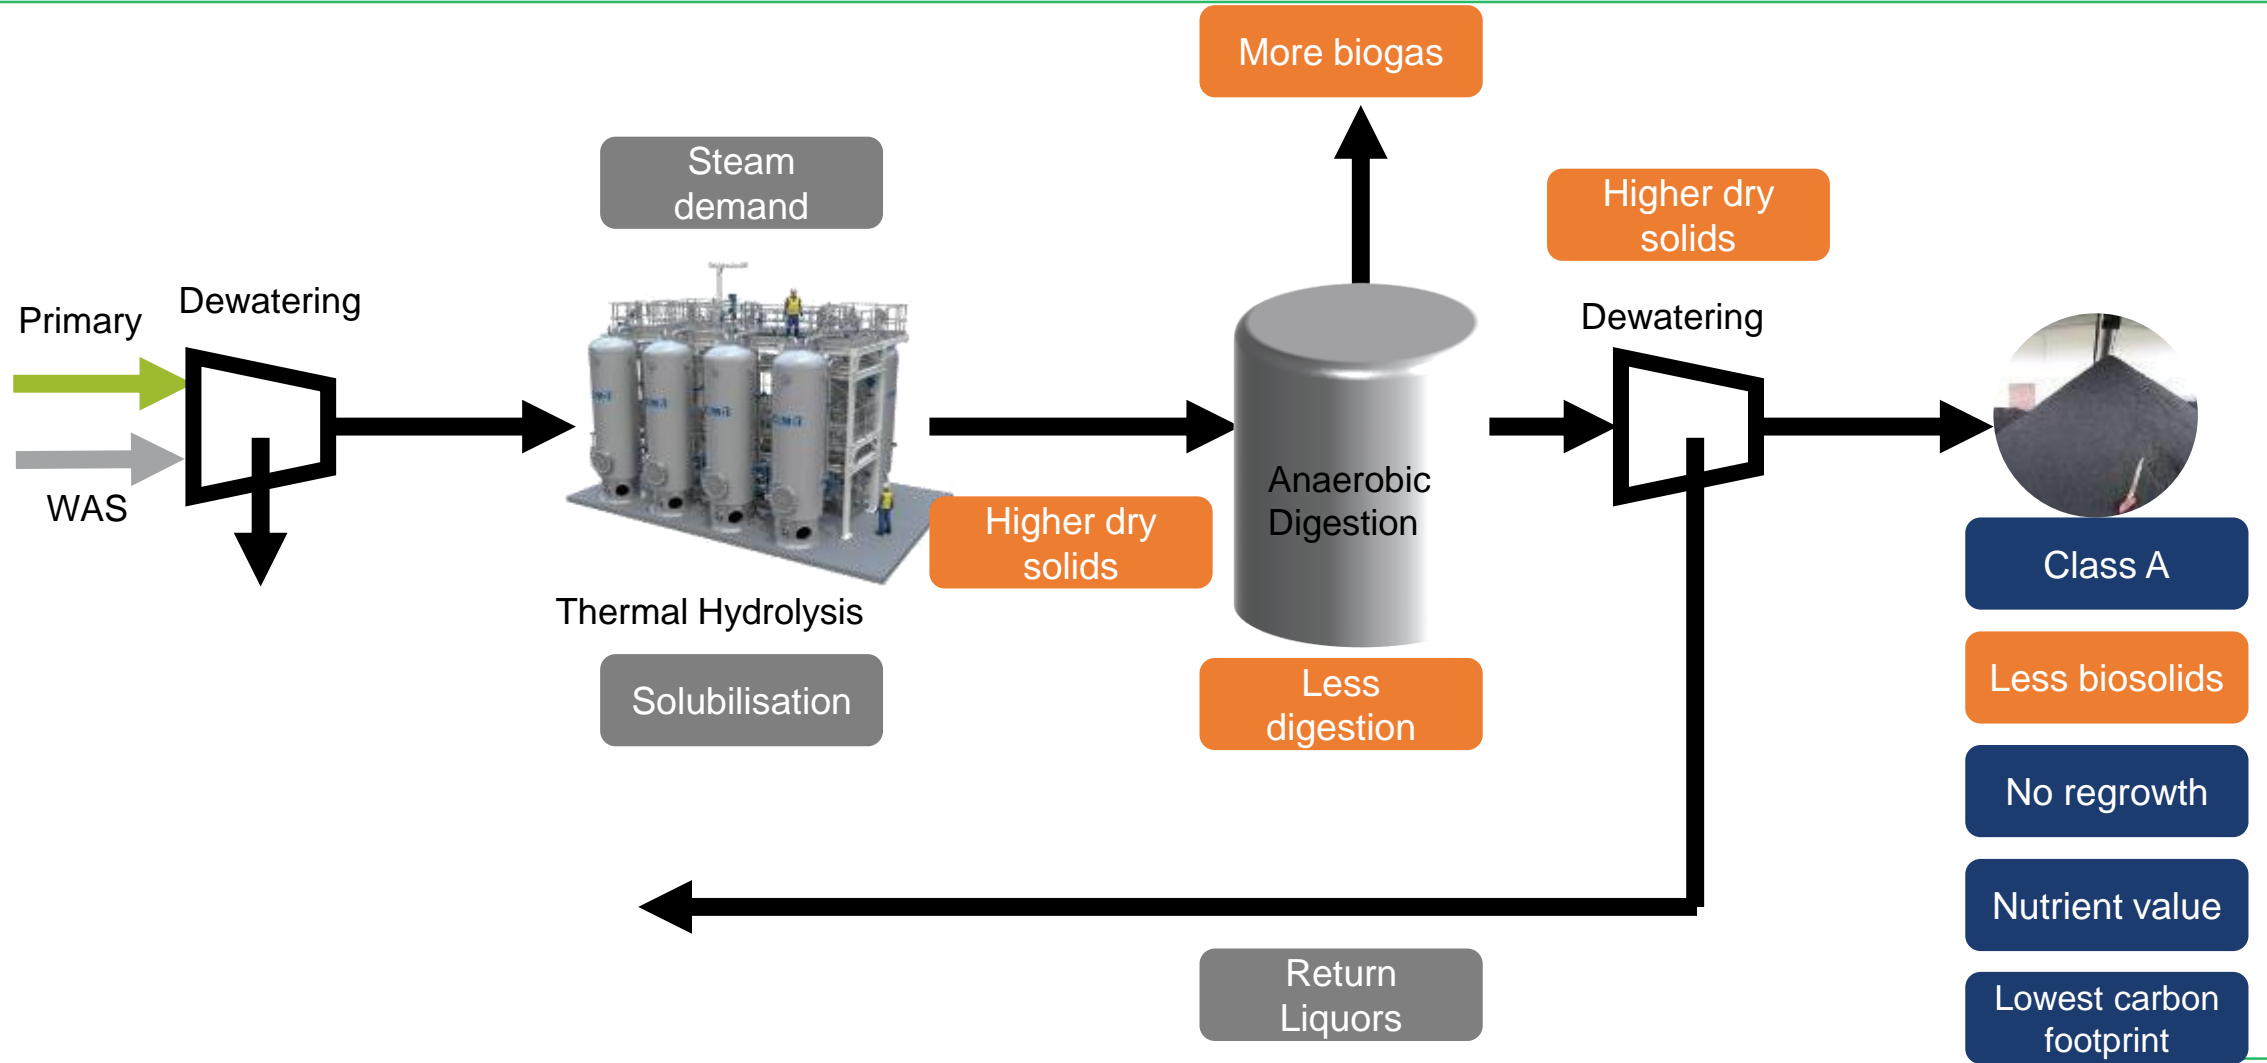 More biogas
Steam
demand
Higher dry
solids
Primary
Dewatering
Dewatering
WAS
Anaerobic
Digestion
Higher dry
solids
Thermal Hydrolysis
Solubilisation
Less
digestion
Class A
Less biosolids
No regrowth
Nutrient value
Return
Liquors
Lowest carbon
footprint